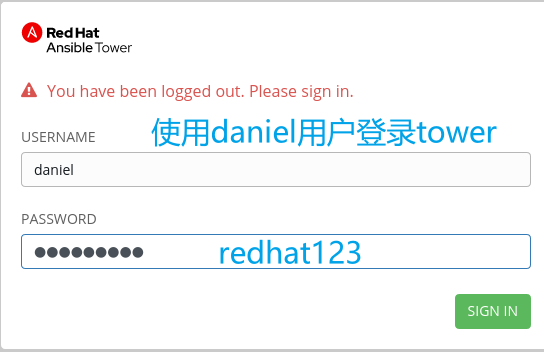 Red Hat
Ansible Tower
You have been logged out. Please sign in.
使用daniel用户登录tower
USERNAME
daniel
PASSWORD
●●●●●●●●●
redhat123
SIGN IN